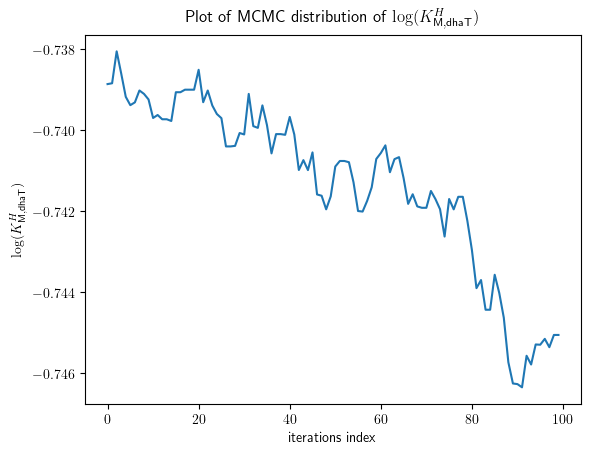 Plot of MCMC distribution of log(K^H_{M,dhaT})
−0.738
−0.740
−0.742
−0.744
−0.746
log(K^H_{M,dhaT})
0 20 40 60 80 100
iterations index